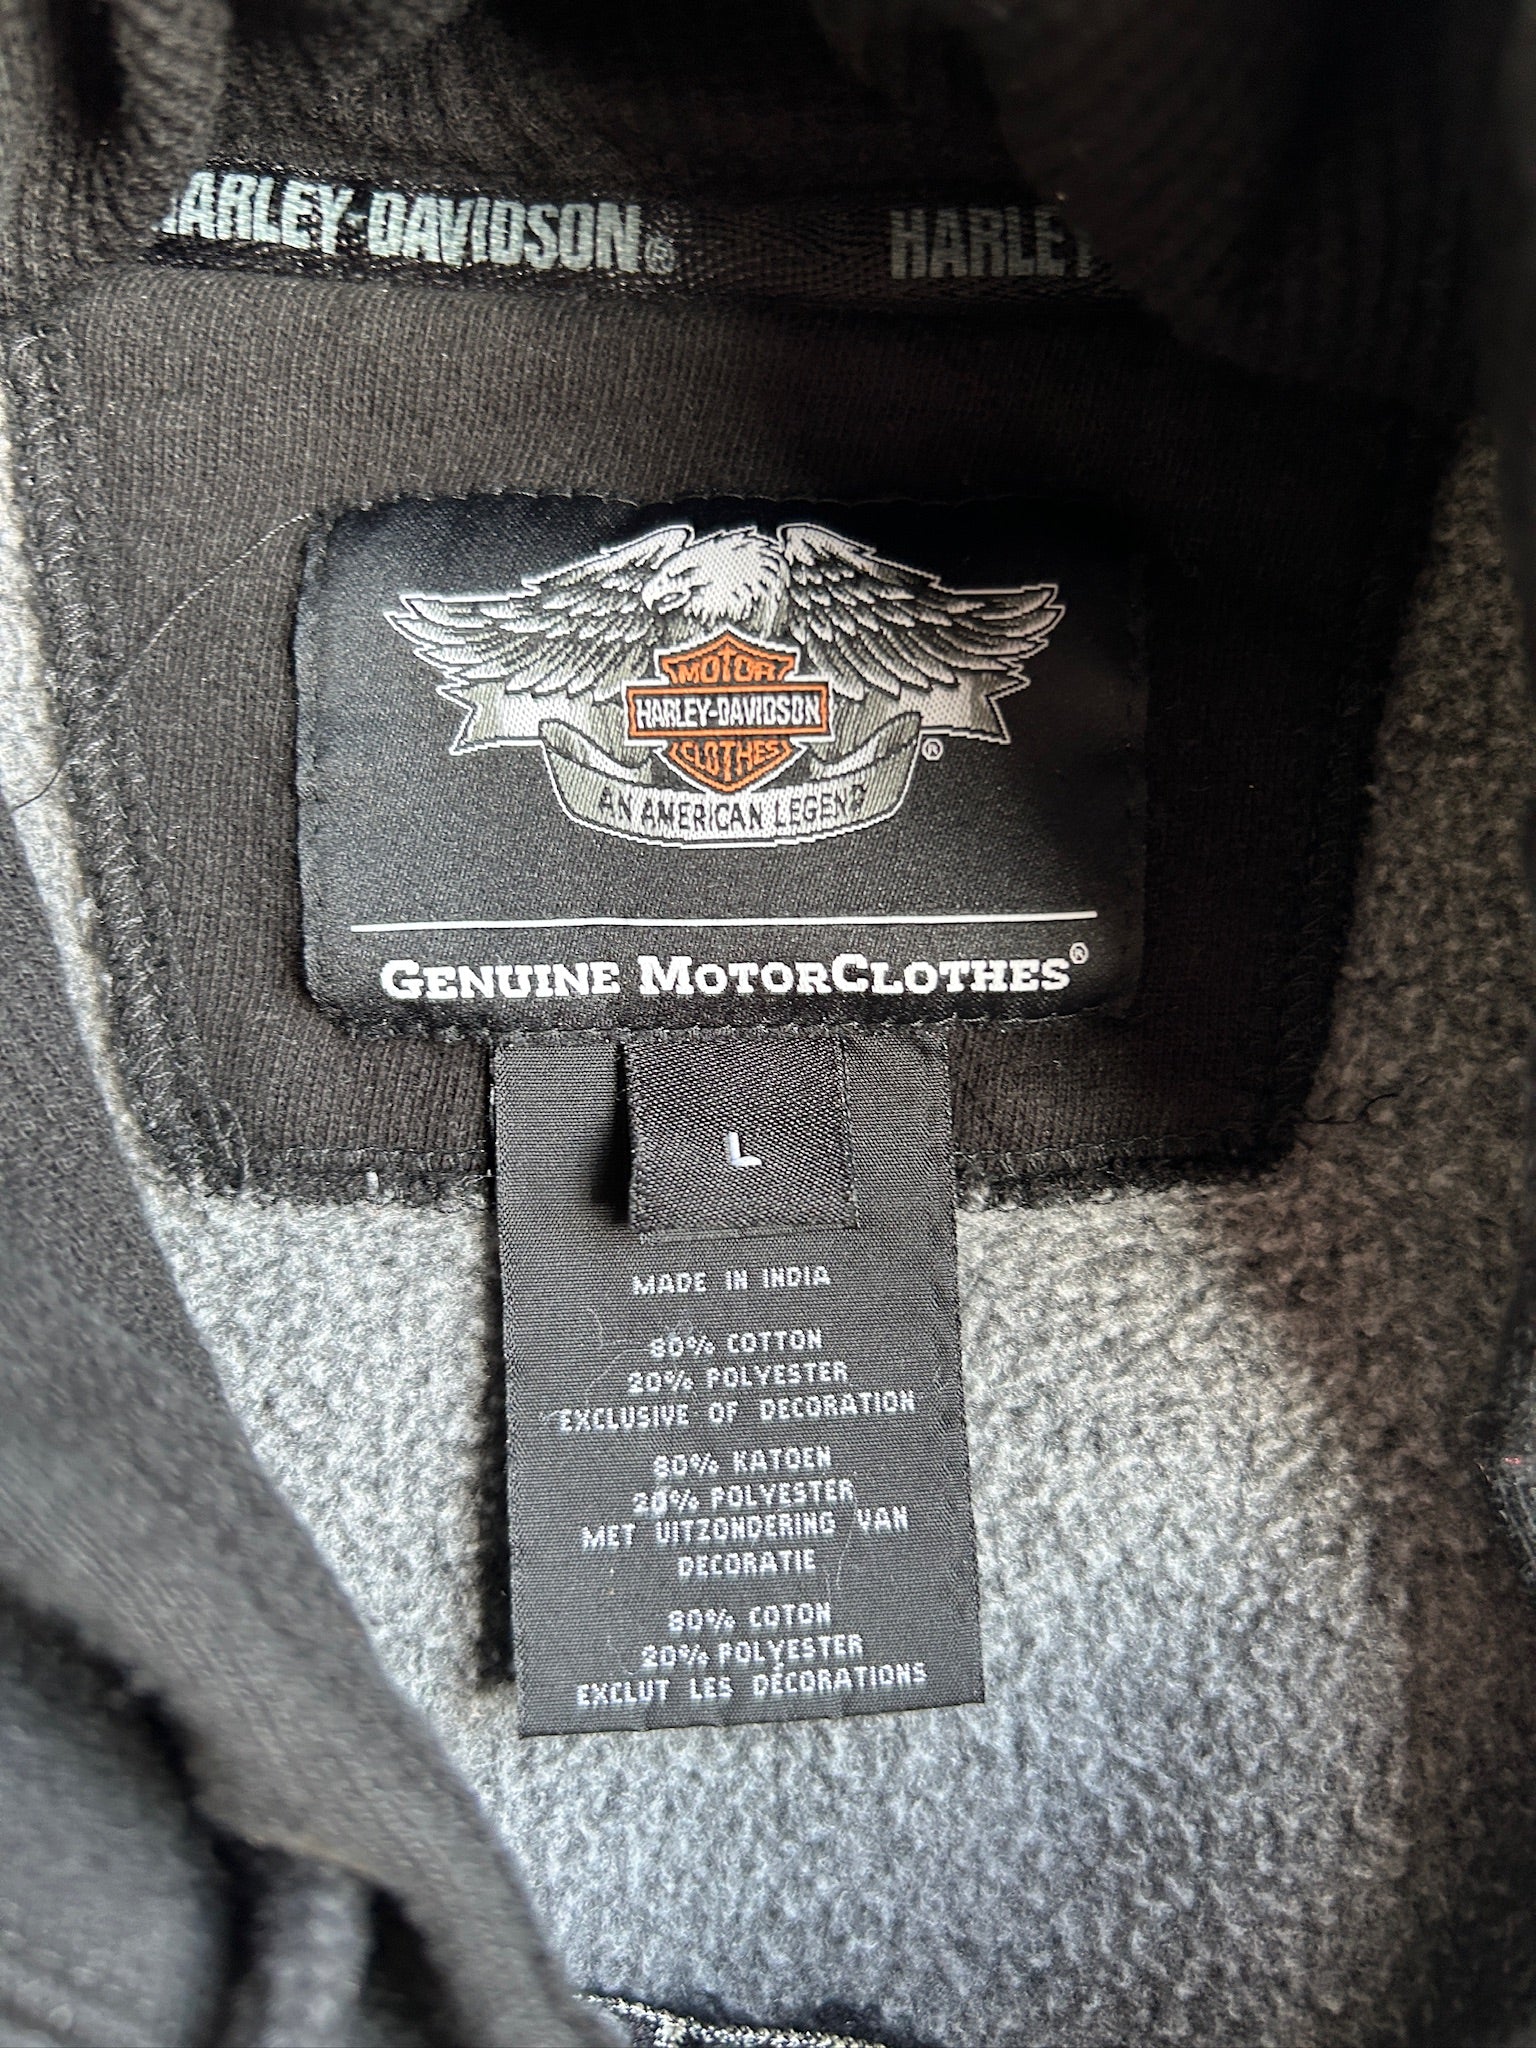 HARLEY-DAVIDSON® HARLEY
MOTOR
HARLEY-DAVIDSON
CLOTHES
®
AN AMERICAN LEGEND
GENUINE MOTORCLOTHES®
L
MADE IN INDIA
80% COTTON
20% POLYESTER
EXCLUSIVE OF DECORATION
80% KATOEN
20% POLYESTER
MET UITZONDERING VAN
DECORATIE
80% COTON
20% POLYESTER
EXCLUT LES DÉCORATIONS